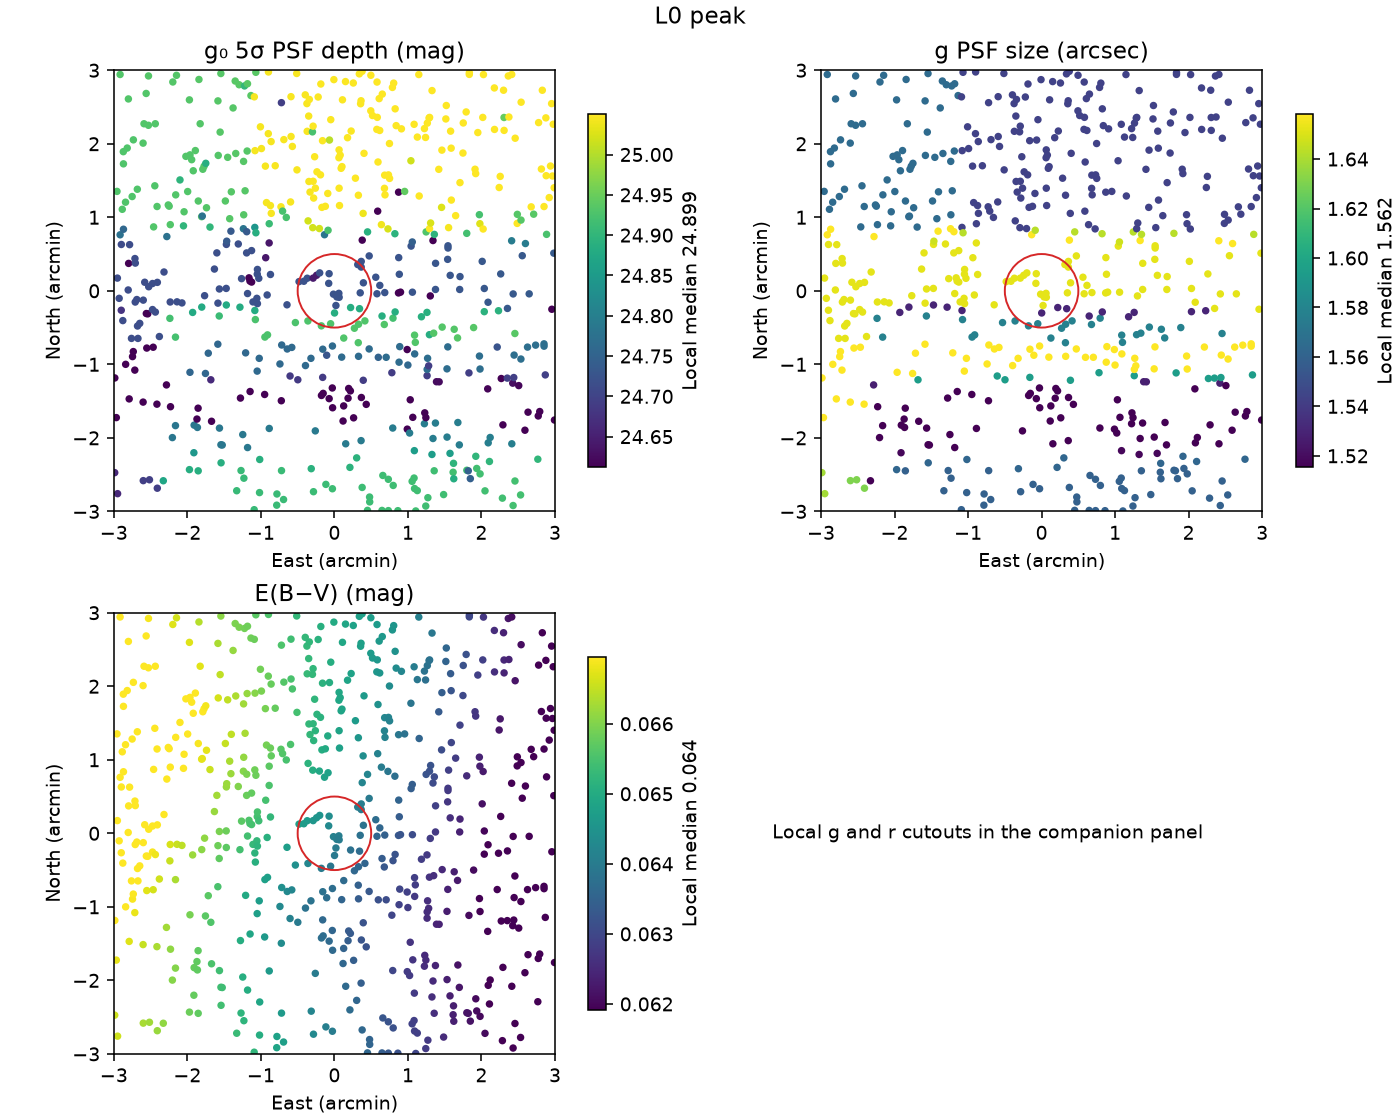 L0 peak
g₀ 5σ PSF depth (mag)
3
2
1
0
−1
−2
−3
−3 −2 −1 0 1 2 3
North (arcmin)
East (arcmin)
25.00
24.95
24.90
24.85
24.80
24.75
24.70
24.65
Local median 24.899
g PSF size (arcsec)
3
2
1
0
−1
−2
−3
−3 −2 −1 0 1 2 3
North (arcmin)
East (arcmin)
1.64
1.62
1.60
1.58
1.56
1.54
1.52
Local median 1.562
E(B−V) (mag)
3
2
1
0
−1
−2
−3
−3 −2 −1 0 1 2 3
North (arcmin)
East (arcmin)
0.066
0.065
0.064
0.063
0.062
Local median 0.064
Local g and r cutouts in the companion panel